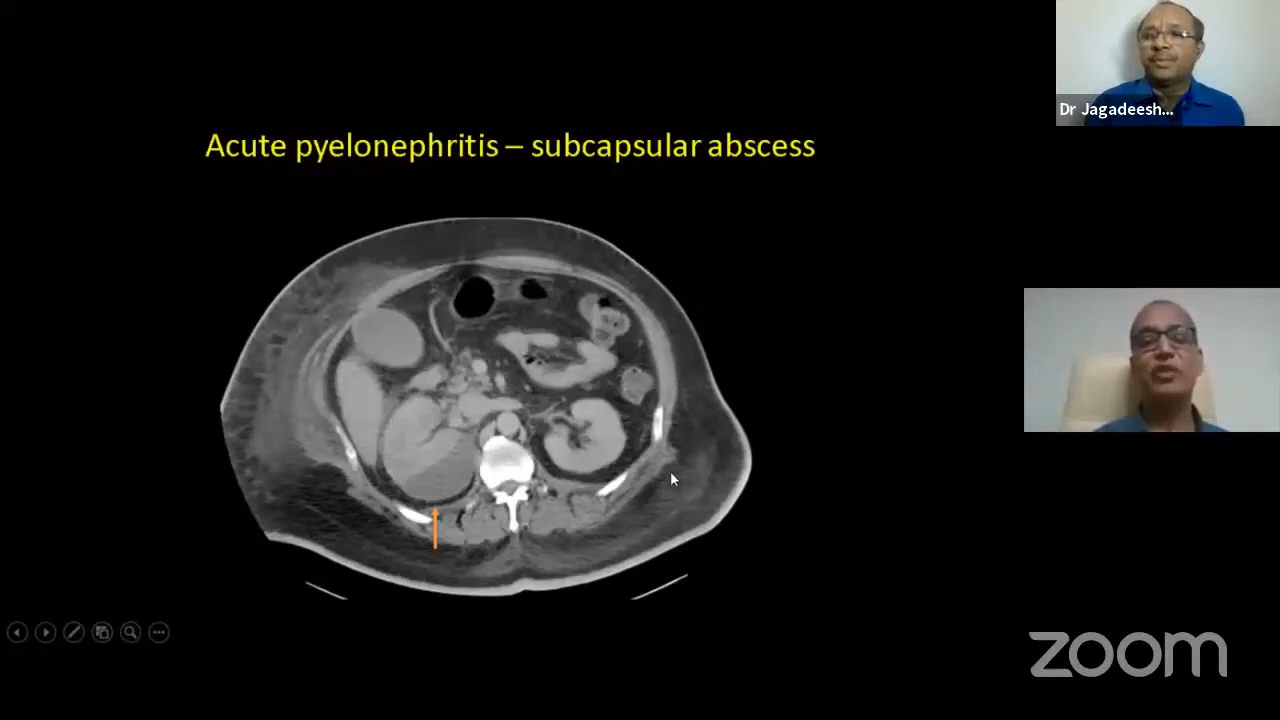 Dr Jagadeesh...
Acute pyelonephritis – subcapsular abscess
zoom